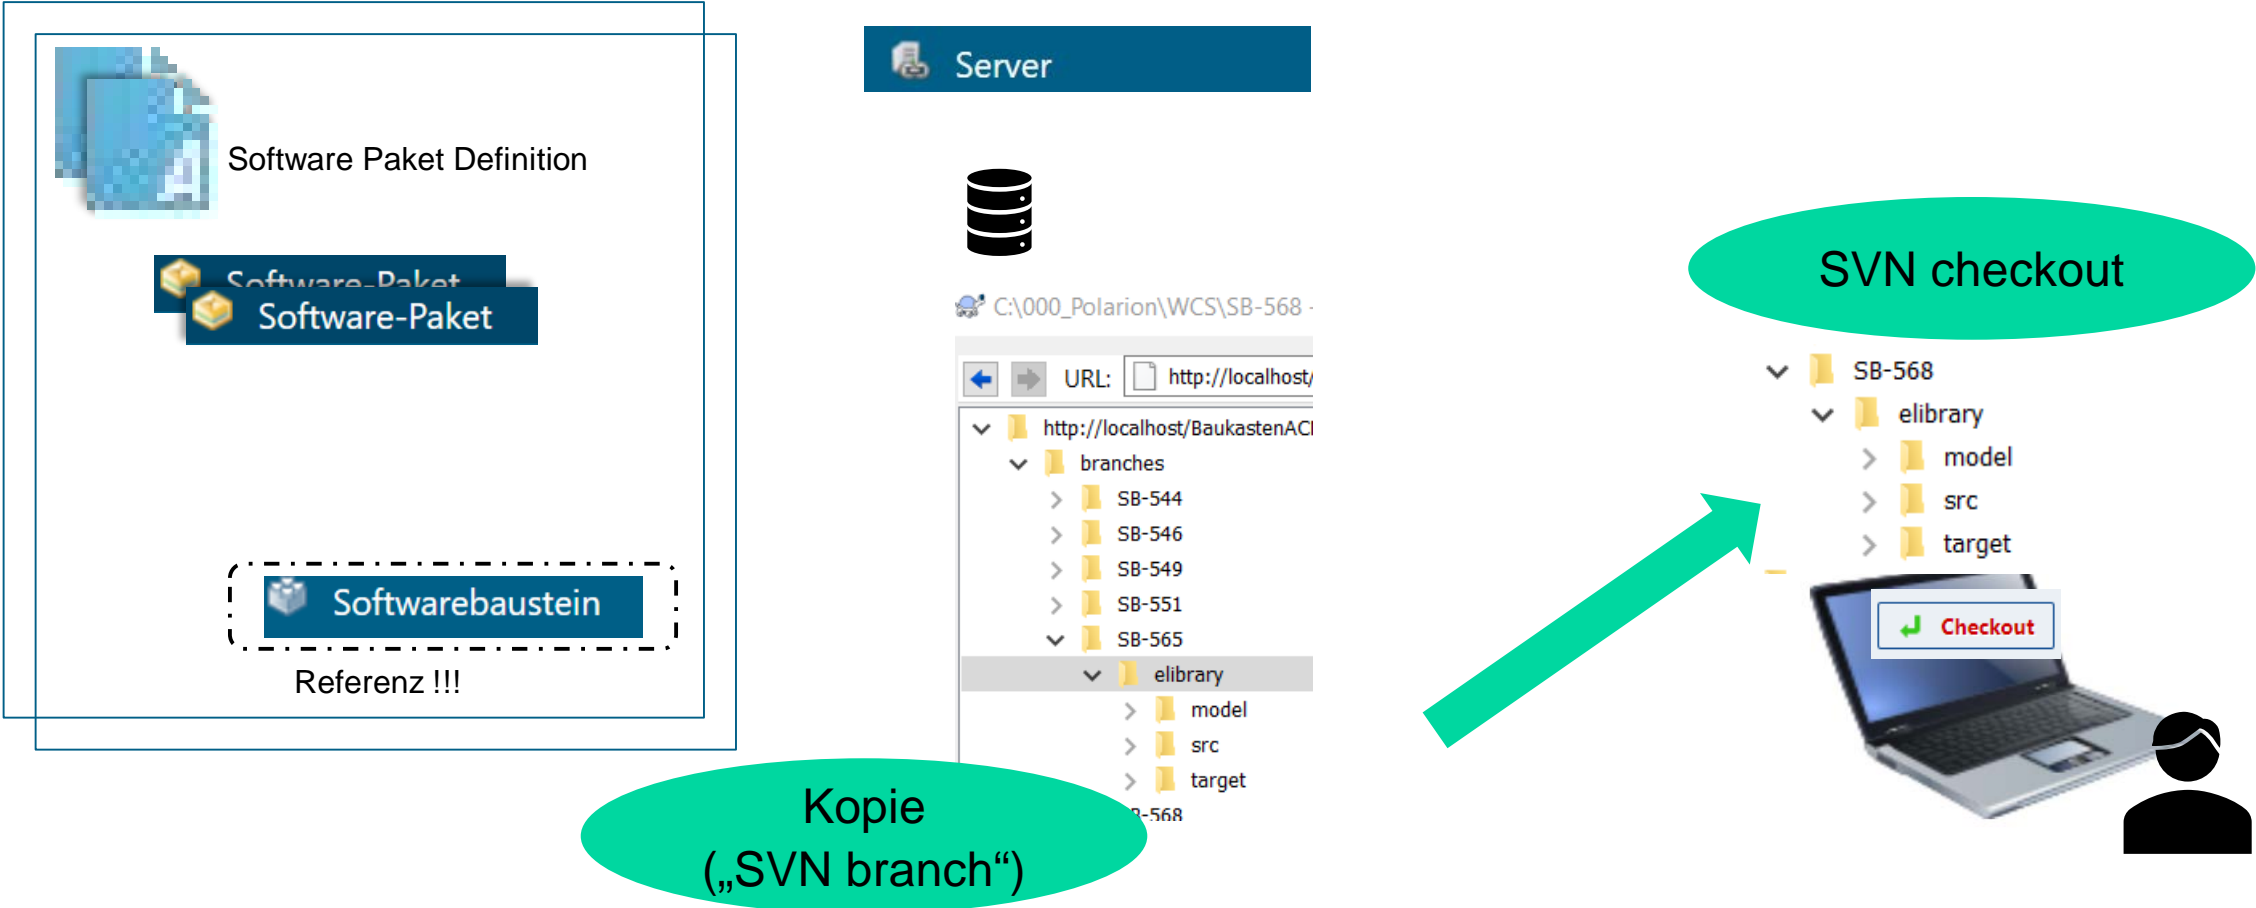 Software Paket Definition
Software-Paket
Software-Paket
Softwarebaustein
Referenz !!!
Server
C:\000_Polarion\WCS\SB-568 -
URL:
http://localhost/
http://localhost/BaukastenACI
branches
SB-544
SB-546
SB-549
SB-551
SB-565
elibrary
model
src
target
-568
Kopie
(„SVN branch“)
SVN checkout
SB-568
elibrary
model
src
target
Checkout